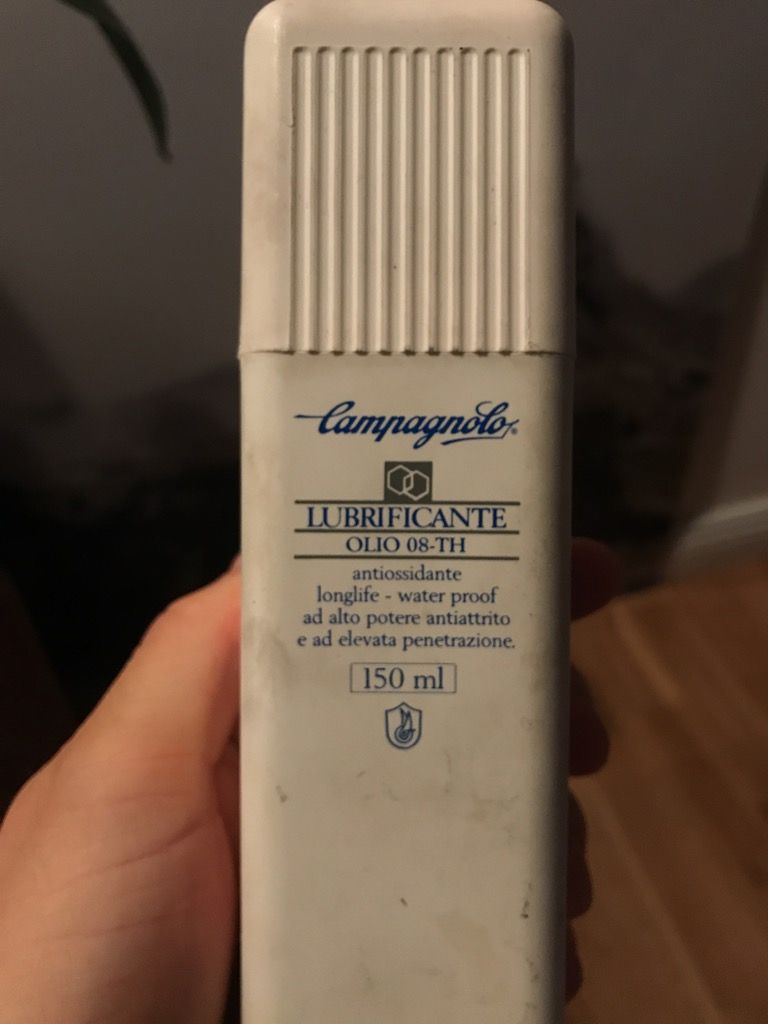 Campagnolo
LUBRIFICANTE
OLIO 08-TH
antiossidante
longlife - water proof
ad alto potere antiattrito
e ad elevata penetrazione.
150 ml